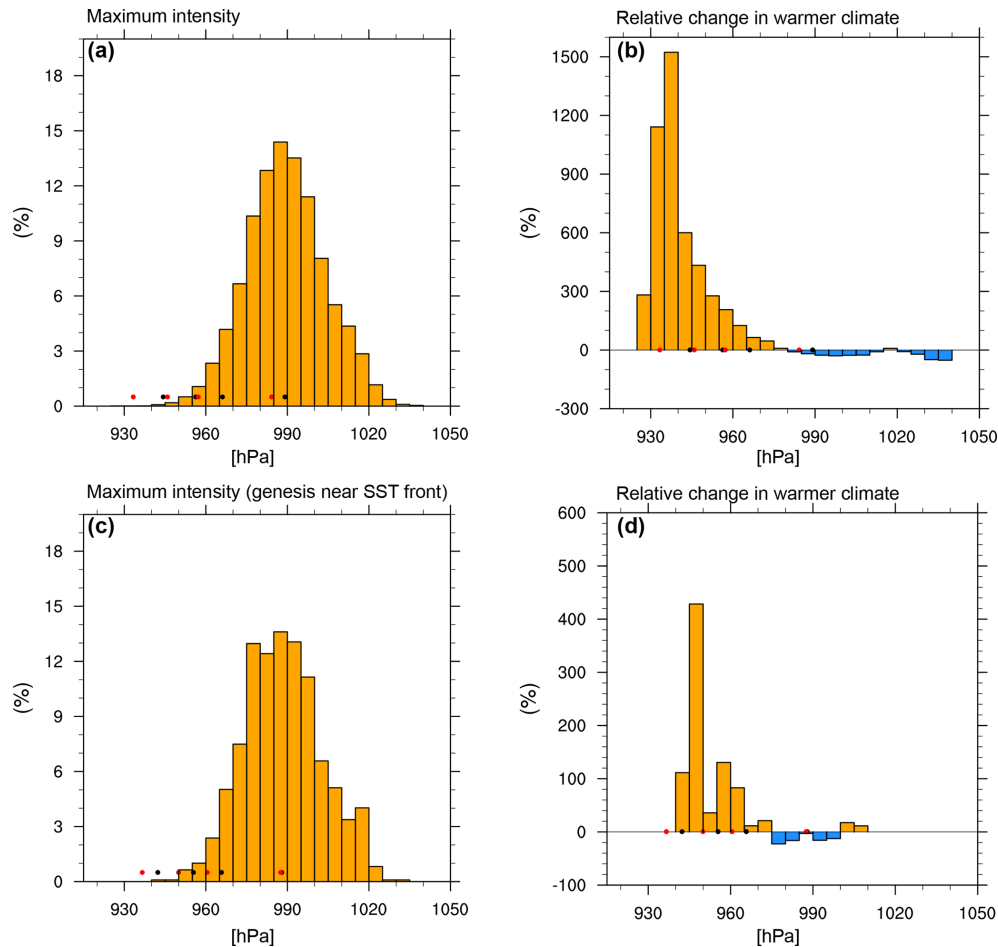 Maximum intensity
(a)
18
15
12
9
6
3
0
(%)
930 960 990 1020 1050
[hPa]
Relative change in warmer climate
(b)
1500
1200
900
600
300
0
-300
(%)
930 960 990 1020 1050
[hPa]
Maximum intensity (genesis near SST front)
(c)
18
15
12
9
6
3
0
(%)
930 960 990 1020 1050
[hPa]
Relative change in warmer climate
(d)
600
500
400
300
200
100
0
-100
(%)
930 960 990 1020 1050
[hPa]